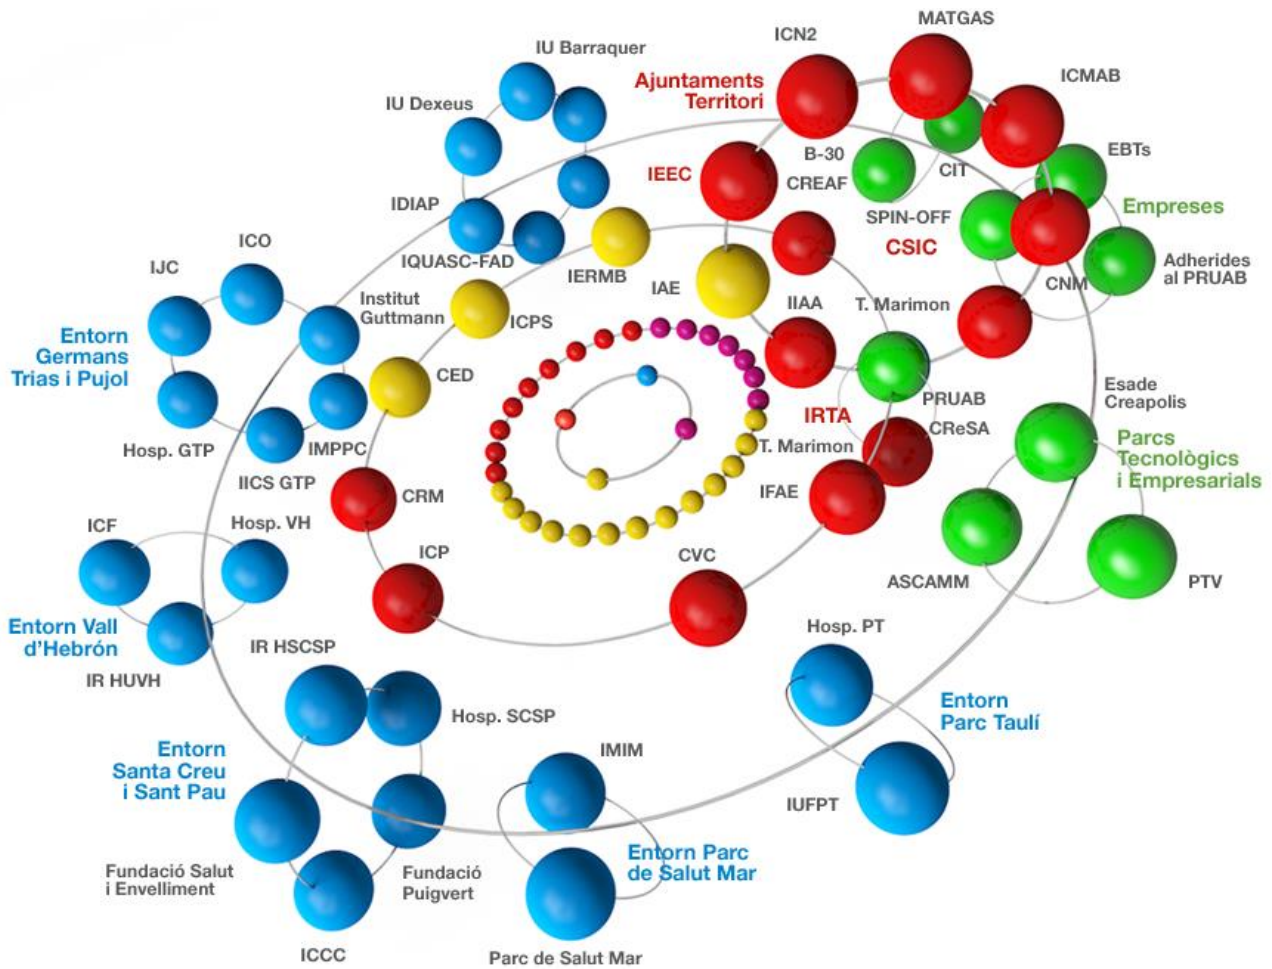 MATGAS
ICN2
IU Barraquer
ICMAB
Ajuntaments
Territori
IU Dexeus
B-30
EBTs
CIT
IEEC
CREAF
IDIAP
Empreses
SPIN-OFF
CSIC
ICO
IQUASC-FAD
IERMB
Adherides
al PRUAB
IJC
CNM
IAE
Institut
Guttmann
IIAA
T. Marimon
ICPS
Entorn
Germans
Trias i Pujol
CED
Esade
Creapolis
PRUAB
IRTA
CReSA
Hosp. GTP
IMPPC
T. Marimon
Parcs
Tecnològics
i Empresarials
IICS GTP
IFAE
CRM
ICF
Hosp. VH
ICP
CVC
ASCAMM
PTV
Entorn Vall
d'Hebrón
Hosp. PT
IR HSCSP
IR HUVH
Entorn
Parc Taulí
Hosp. SCSP
Entorn
Santa Creu
i Sant Pau
IMIM
IUFPT
Entorn Parc
de Salut Mar
Fundació Salut
i Envelliment
Fundació
Puigvert
ICCC
Parc de Salut Mar